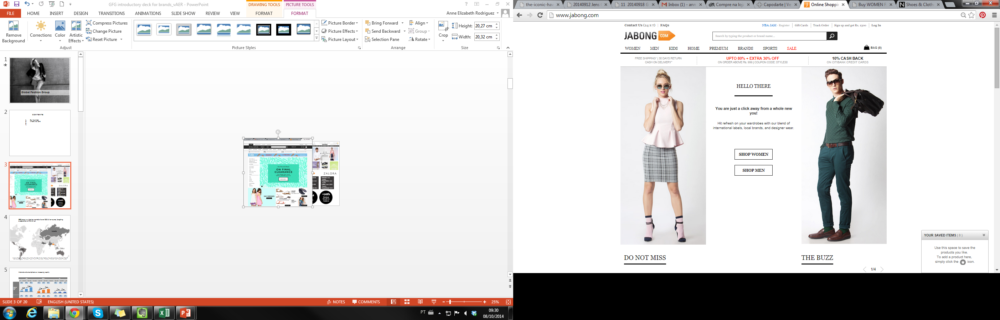 GFG introductory deck for brands_vAER - PowerPoint
DRAWING TOOLS
PICTURE TOOLS
FILE
HOME
INSERT
DESIGN
TRANSITIONS
ANIMATIONS
SLIDE SHOW
REVIEW
VIEW
FORMAT
FORMAT
Anne Elizabeth Rodriguez
Remove
Background
Corrections
Color
Artistic
Effects
Compress Pictures
Change Picture
Reset Picture
Adjust
Picture Styles
Picture Border
Picture Effects
Picture Layout
Bring Forward
Send Backward
Selection Pane
Align
Group
Rotate
Arrange
Crop
Height: 20,27 cm
Width: 20,32 cm
Size
1
Global Fashion Group
2
CONTENTS
Our business
3
ON FINAL
CLEARANCE
ZALORA
4
5
ZALORA
ON FINAL
CLEARANCE
DAY DRESSES
ZALORA
+149%
SLIDE 3 OF 20
ENGLISH (UNITED STATES)
NOTES
COMMENTS
25%
PT
09:30
08/10/2014
the-iconic-hav
20140912 Jens
11 20140918 G
Inbox (1) - ann
dft Compre na loja
Capodarte | Ve
Online Shoppin
Buy WOMEN F
Shoes & Cloth
www.jabong.com
Contact Us (24 x 7) | FAQs
NBA JAM - Register | Gift Cards | Track Order | Sign up and get Rs. 1500 | Log In
JABONG COM
Search by typing the product or brand name...
WOMEN
MEN
KIDS
HOME
PREMIUM
BRANDS
SPORTS
SALE
BAG (0)
FREE SHIPPING* | 30 DAYS RETURN
CASH ON DELIVERY*
UPTO 80% + EXTRA 30% OFF
ON ORDER ABOVE Rs. 999 | COUPON CODE: STYLE30
10% CASH BACK
ON CITIBANK CREDIT CARDS
HELLO THERE
You are just a click away from a whole new
you!
Hit refresh on your wardrobes with our blend of
international labels, local brands, and designer wear.
SHOP WOMEN
SHOP MEN
DO NOT MISS
THE BUZZ
1/4
YOUR SAVED ITEMS ( 0 )
Use this space to save the
products you like.
To add a product here,
simply click the icon.